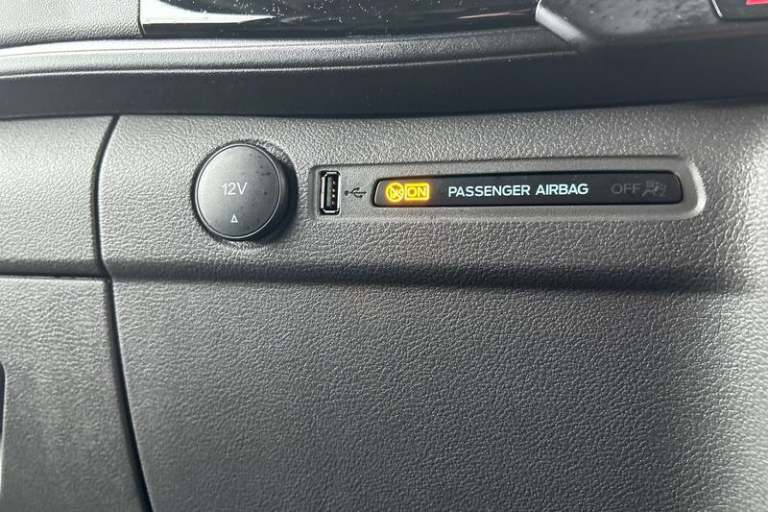 12V
ON PASSENGER AIRBAG OFF